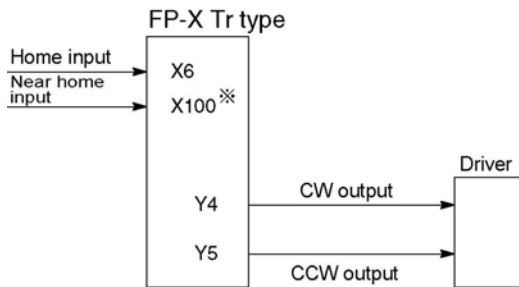 FP-X Tr type
Home input
Near home
input
X6
X100※
Driver
Y4
CW output
Y5
CCW output